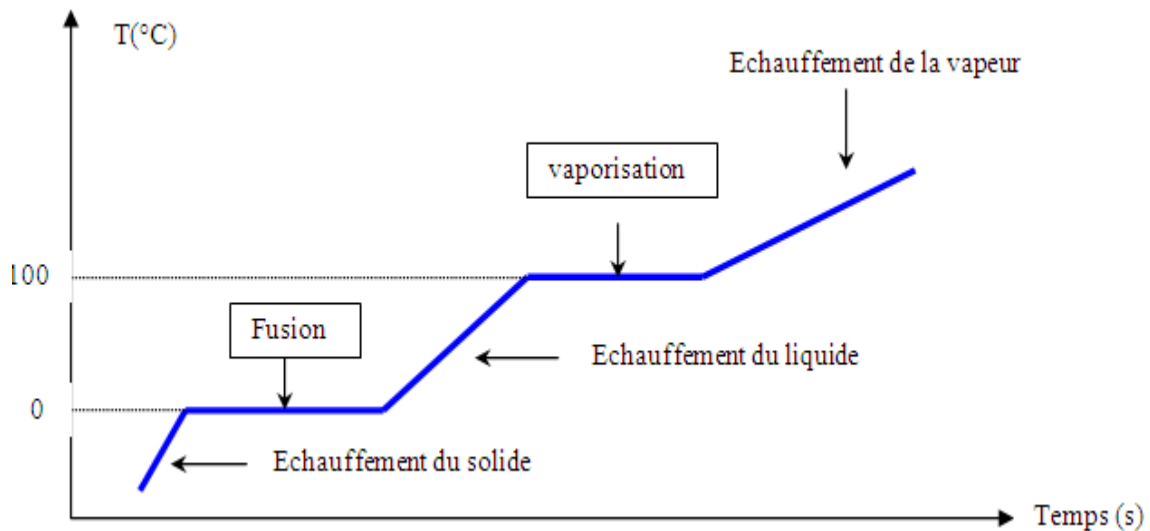 T(°C)
Echauffement de la vapeur
vaporisation
100
Fusion
Echauffement du liquide
0
Echauffement du solide
Temps (s)